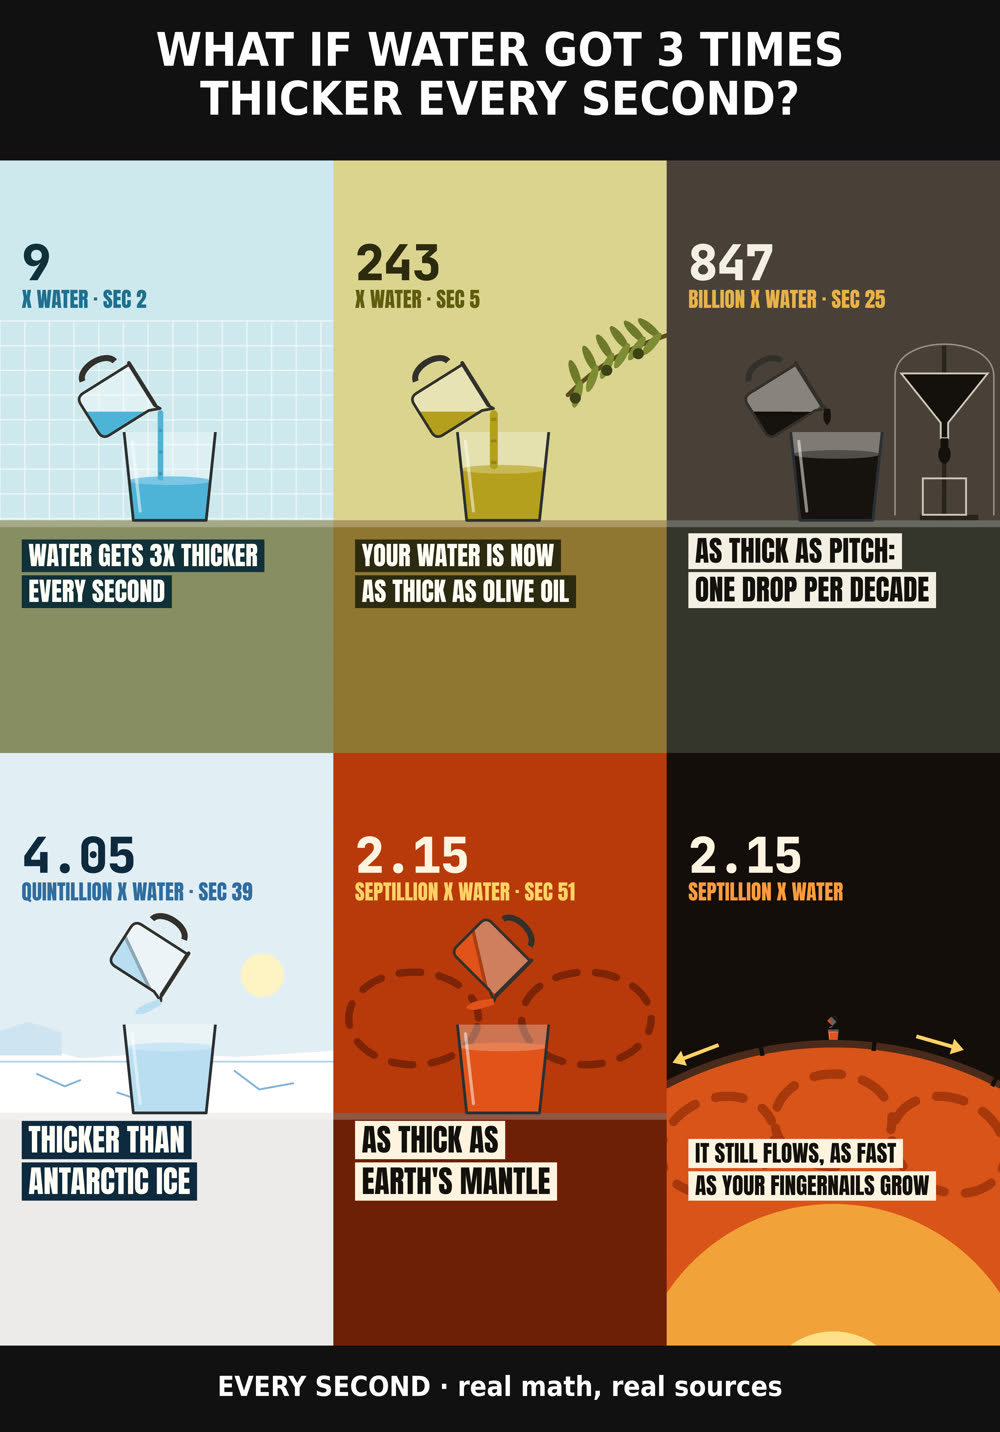 WHAT IF WATER GOT 3 TIMES
THICKER EVERY SECOND?
9
X WATER · SEC 2
WATER GETS 3X THICKER
EVERY SECOND
243
X WATER · SEC 5
YOUR WATER IS NOW
AS THICK AS OLIVE OIL
847
BILLION X WATER · SEC 25
AS THICK AS PITCH:
ONE DROP PER DECADE
4.05
QUINTILLION X WATER · SEC 39
THICKER THAN
ANTARCTIC ICE
2.15
SEPTILLION X WATER · SEC 51
AS THICK AS
EARTH'S MANTLE
2.15
SEPTILLION X WATER
IT STILL FLOWS, AS FAST
AS YOUR FINGERNAILS GROW
EVERY SECOND · real math, real sources